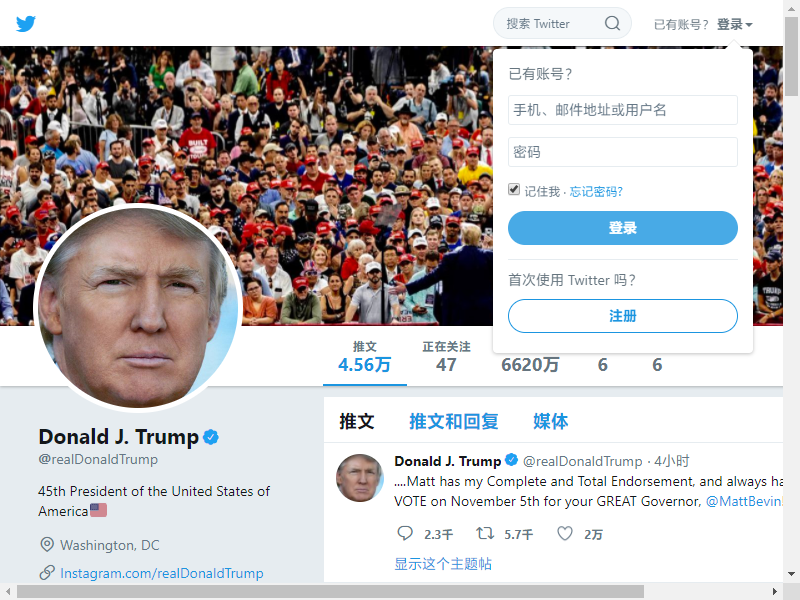 搜索 Twitter
已有账号？ 登录
已有账号？
手机、邮件地址或用户名
密码
记住我 · 忘记密码?
登录
首次使用 Twitter 吗？
注册
BUILT
TRUMP
推文
4.56万
正在关注
47
6620万
6
6
Donald J. Trump
@realDonaldTrump
45th President of the United States of
America
Washington, DC
Instagram.com/realDonaldTrump
推文 推文和回复 媒体
Donald J. Trump @realDonaldTrump · 4小时
....Matt has my Complete and Total Endorsement, and always ha
VOTE on November 5th for your GREAT Governor, @MattBevin
2.3千 5.7千 2万
显示这个主题帖